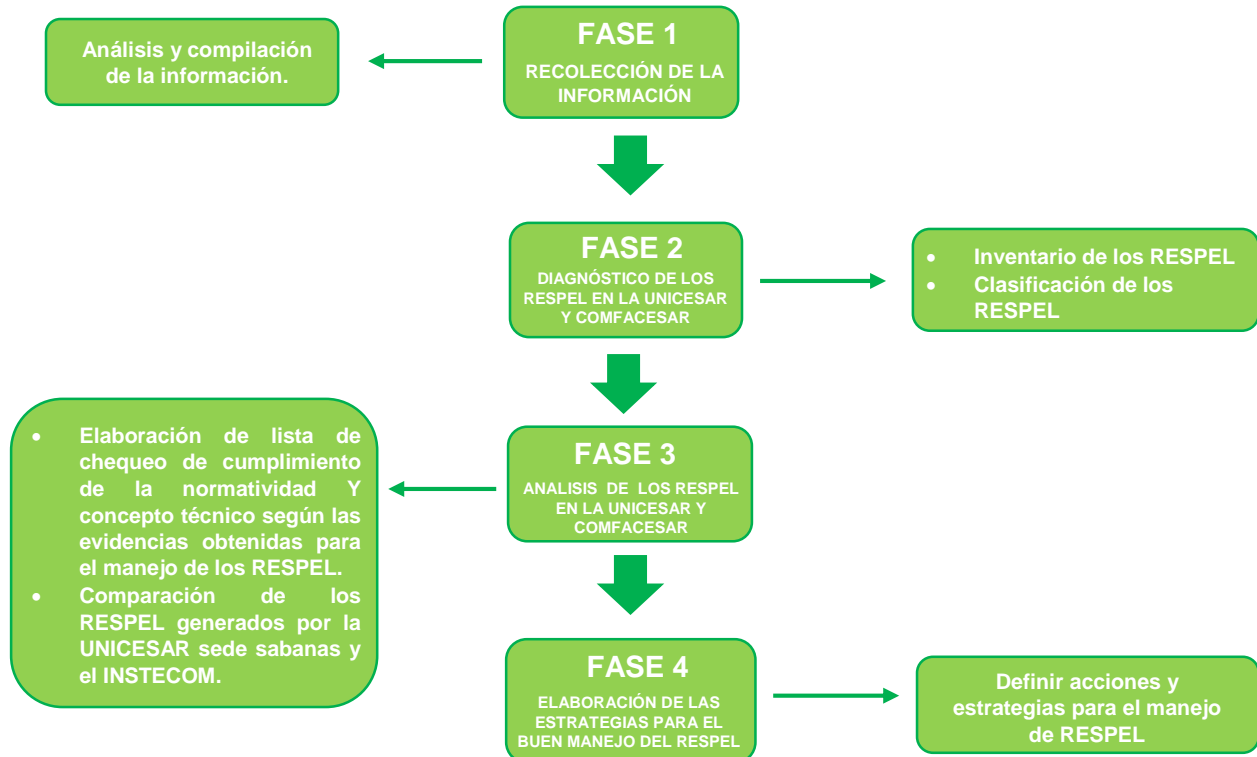 FASE 1
RECOLECCIÓN DE LA
INFORMACIÓN
Análisis y compilación
de la información.
FASE 2
DIAGNÓSTICO DE LOS
RESPEL EN LA UNICESAR
Y COMFACESAR
• Inventario de los RESPEL
• Clasificación de los
RESPEL
FASE 3
ANALISIS DE LOS RESPEL
EN LA UNICESAR Y
COMFACESAR
• Elaboración de lista de
chequeo de cumplimiento
de la normatividad Y
concepto técnico según las
evidencias obtenidas para
el manejo de los RESPEL.
• Comparación de los
RESPEL generados por la
UNICESAR sede sabanas y
el INSTECOM.
FASE 4
ELABORACIÓN DE LAS
ESTRATEGIAS PARA EL
BUEN MANEJO DEL RESPEL
Definir acciones y
estrategias para el manejo
de RESPEL